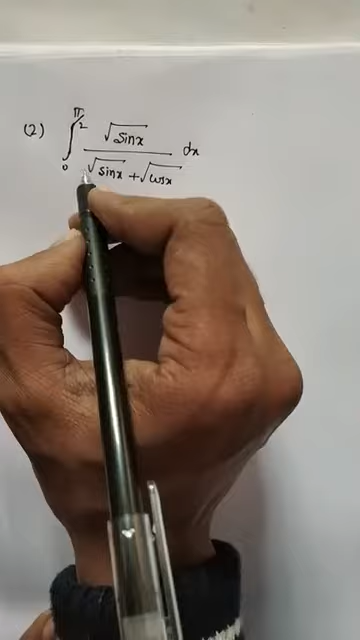 (2) ∫₀^{π/2} √sinx / (√sinx + √cosx) dx